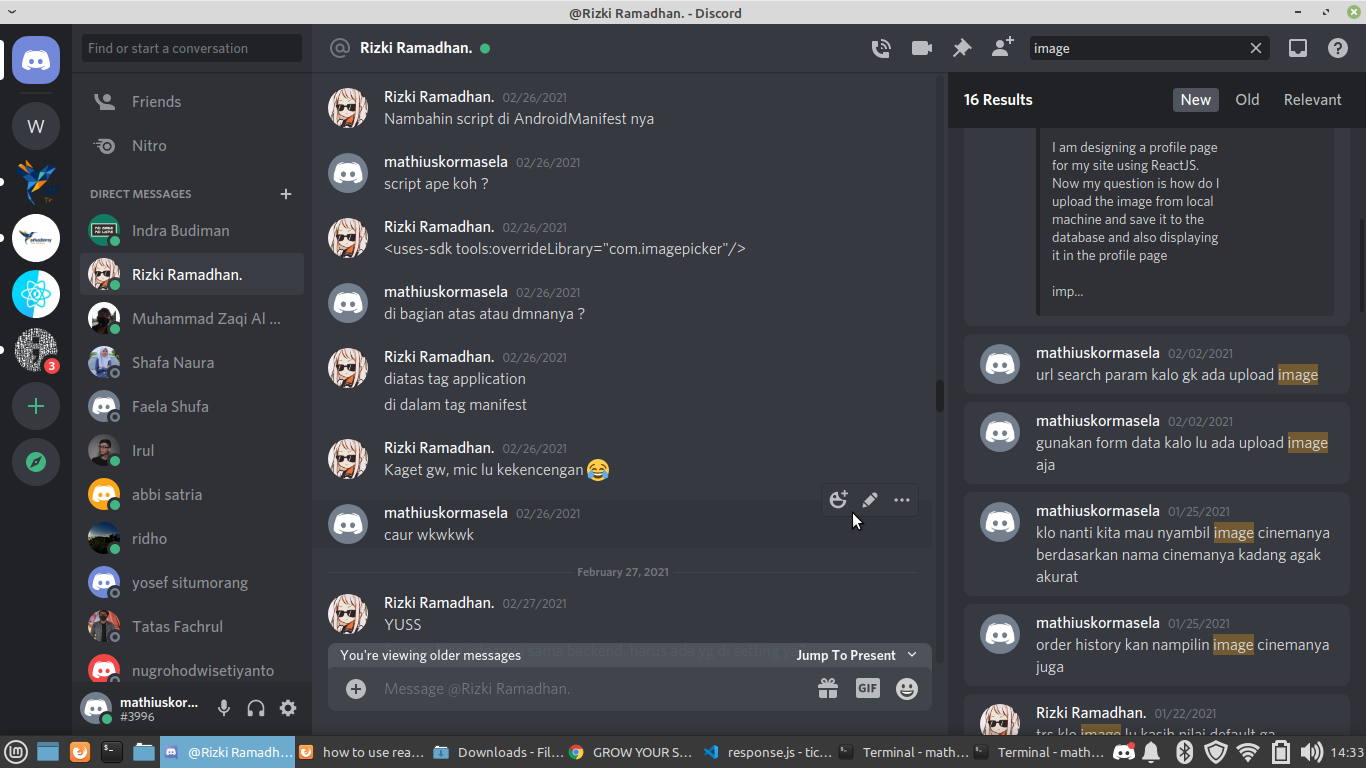 @Rizki Ramadhan. - Discord
Find or start a conversation
Friends
Nitro
DIRECT MESSAGES
Indra Budiman
Rizki Ramadhan.
Muhammad Zaqi Al ...
Shafa Naura
Faela Shufa
Irul
abbi satria
ridho
yosef situmorang
Tatas Fachrul
nugrohodwisetiyanto
W
3
mathiuskor...
#3996
Rizki Ramadhan.
Rizki Ramadhan. 02/26/2021
Nambahin script di AndroidManifest nya
mathiuskormasela 02/26/2021
script ape koh ?
Rizki Ramadhan. 02/26/2021
<uses-sdk tools:overrideLibrary="com.imagepicker"/>
mathiuskormasela 02/26/2021
di bagian atas atau dmnanya ?
Rizki Ramadhan. 02/26/2021
diatas tag application
di dalam tag manifest
Rizki Ramadhan. 02/26/2021
Kaget gw, mic lu kekencengan 😂
mathiuskormasela 02/26/2021
caur wkwkwk
February 27, 2021
Rizki Ramadhan. 02/27/2021
YUSS
You're viewing older messages
Jump To Present
Message @Rizki Ramadhan.
GIF
image
16 Results
New
Old
Relevant
I am designing a profile page
for my site using ReactJS.
Now my question is how do I
upload the image from local
machine and save it to the
database and also displaying
it in the profile page
imp...
mathiuskormasela 02/02/2021
url search param kalo gk ada upload image
mathiuskormasela 02/02/2021
gunakan form data kalo lu ada upload image
aja
mathiuskormasela 01/25/2021
klo nanti kita mau nyambil image cinemanya
berdasarkan nama cinemanya kadang agak
akurat
mathiuskormasela 01/25/2021
order history kan nampilin image cinemanya
juga
Rizki Ramadhan. 01/22/2021
trs klo image lu kasih nilai default ga
@Rizki Ramadh...
how to use rea...
Downloads - Fil...
GROW YOUR S...
response.js - tic...
Terminal - math...
Terminal - math...
14:33